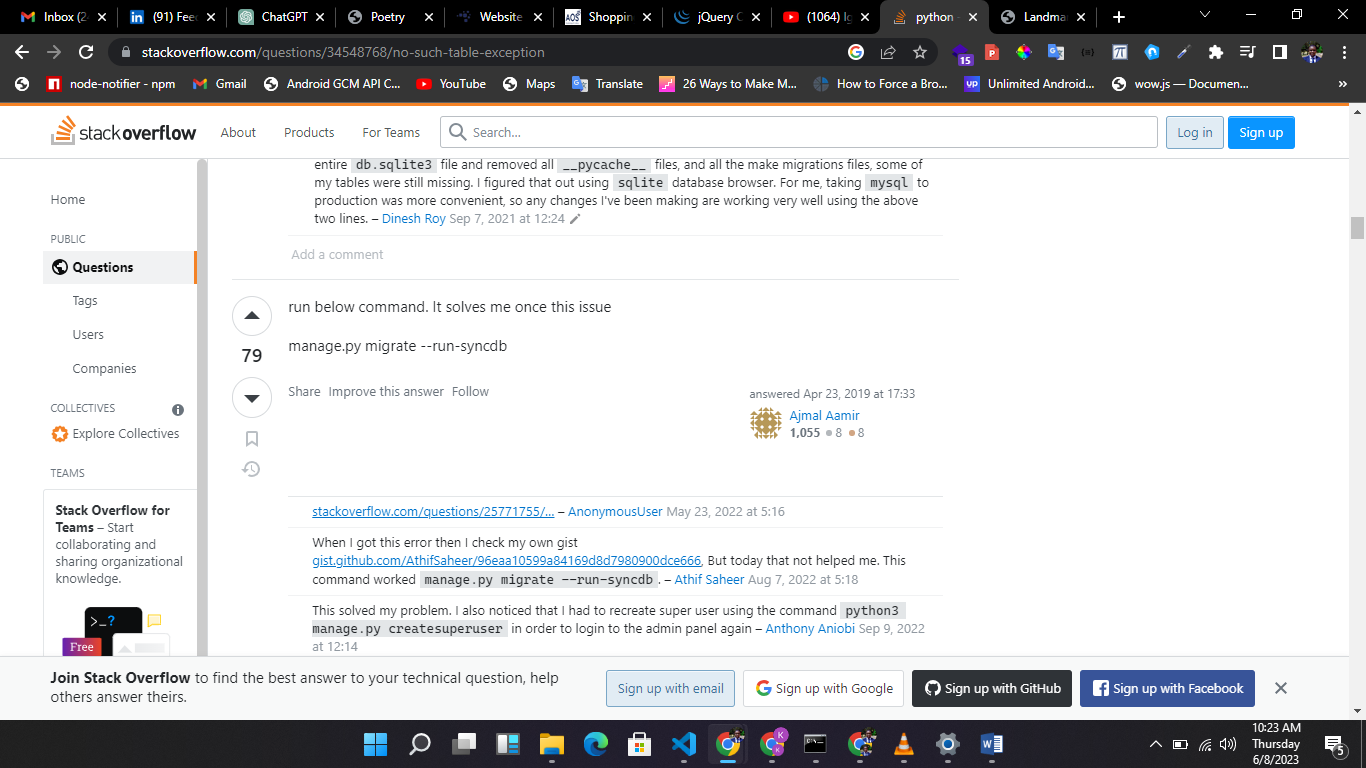 Inbox (2
(91) Fee
ChatGPT
Poetry
Website
AOS
Shoppin
jQuery C
(1064) Ig
python -
Landma
stackoverflow.com/questions/34548768/no-such-table-exception
15
node-notifier - npm
Gmail
Android GCM API C...
YouTube
Maps
Translate
26 Ways to Make M...
How to Force a Bro...
UP
Unlimited Android...
wow.js — Documen...
»
stackoverflow
About
Products
For Teams
Search...
Log in
Sign up
Home
PUBLIC
Questions
Tags
Users
Companies
COLLECTIVES
Explore Collectives
TEAMS
Stack Overflow for
Teams – Start
collaborating and
sharing organizational
knowledge.
>_?
Free
entire db.sqlite3 file and removed all __pycache__ files, and all the make migrations files, some of
my tables were still missing. I figured that out using sqlite database browser. For me, taking mysql to
production was more convenient, so any changes I've been making are working very well using the above
two lines. – Dinesh Roy Sep 7, 2021 at 12:24
Add a comment
79
run below command. It solves me once this issue
manage.py migrate --run-syncdb
Share Improve this answer Follow
answered Apr 23, 2019 at 17:33
Ajmal Aamir
1,055 ●8 ●8
stackoverflow.com/questions/25771755/... – AnonymousUser May 23, 2022 at 5:16
When I got this error then I check my own gist
gist.github.com/AthifSaheer/96eaa10599a84169d8d7980900dce666, But today that not helped me. This
command worked manage.py migrate --run-syncdb . – Athif Saheer Aug 7, 2022 at 5:18
This solved my problem. I also noticed that I had to recreate super user using the command python3
manage.py createsuperuser in order to login to the admin panel again – Anthony Aniobi Sep 9, 2022
at 12:14
Join Stack Overflow to find the best answer to your technical question, help
others answer theirs.
Sign up with email
Sign up with Google
Sign up with GitHub
Sign up with Facebook
10:23 AM
Thursday
6/8/2023
5